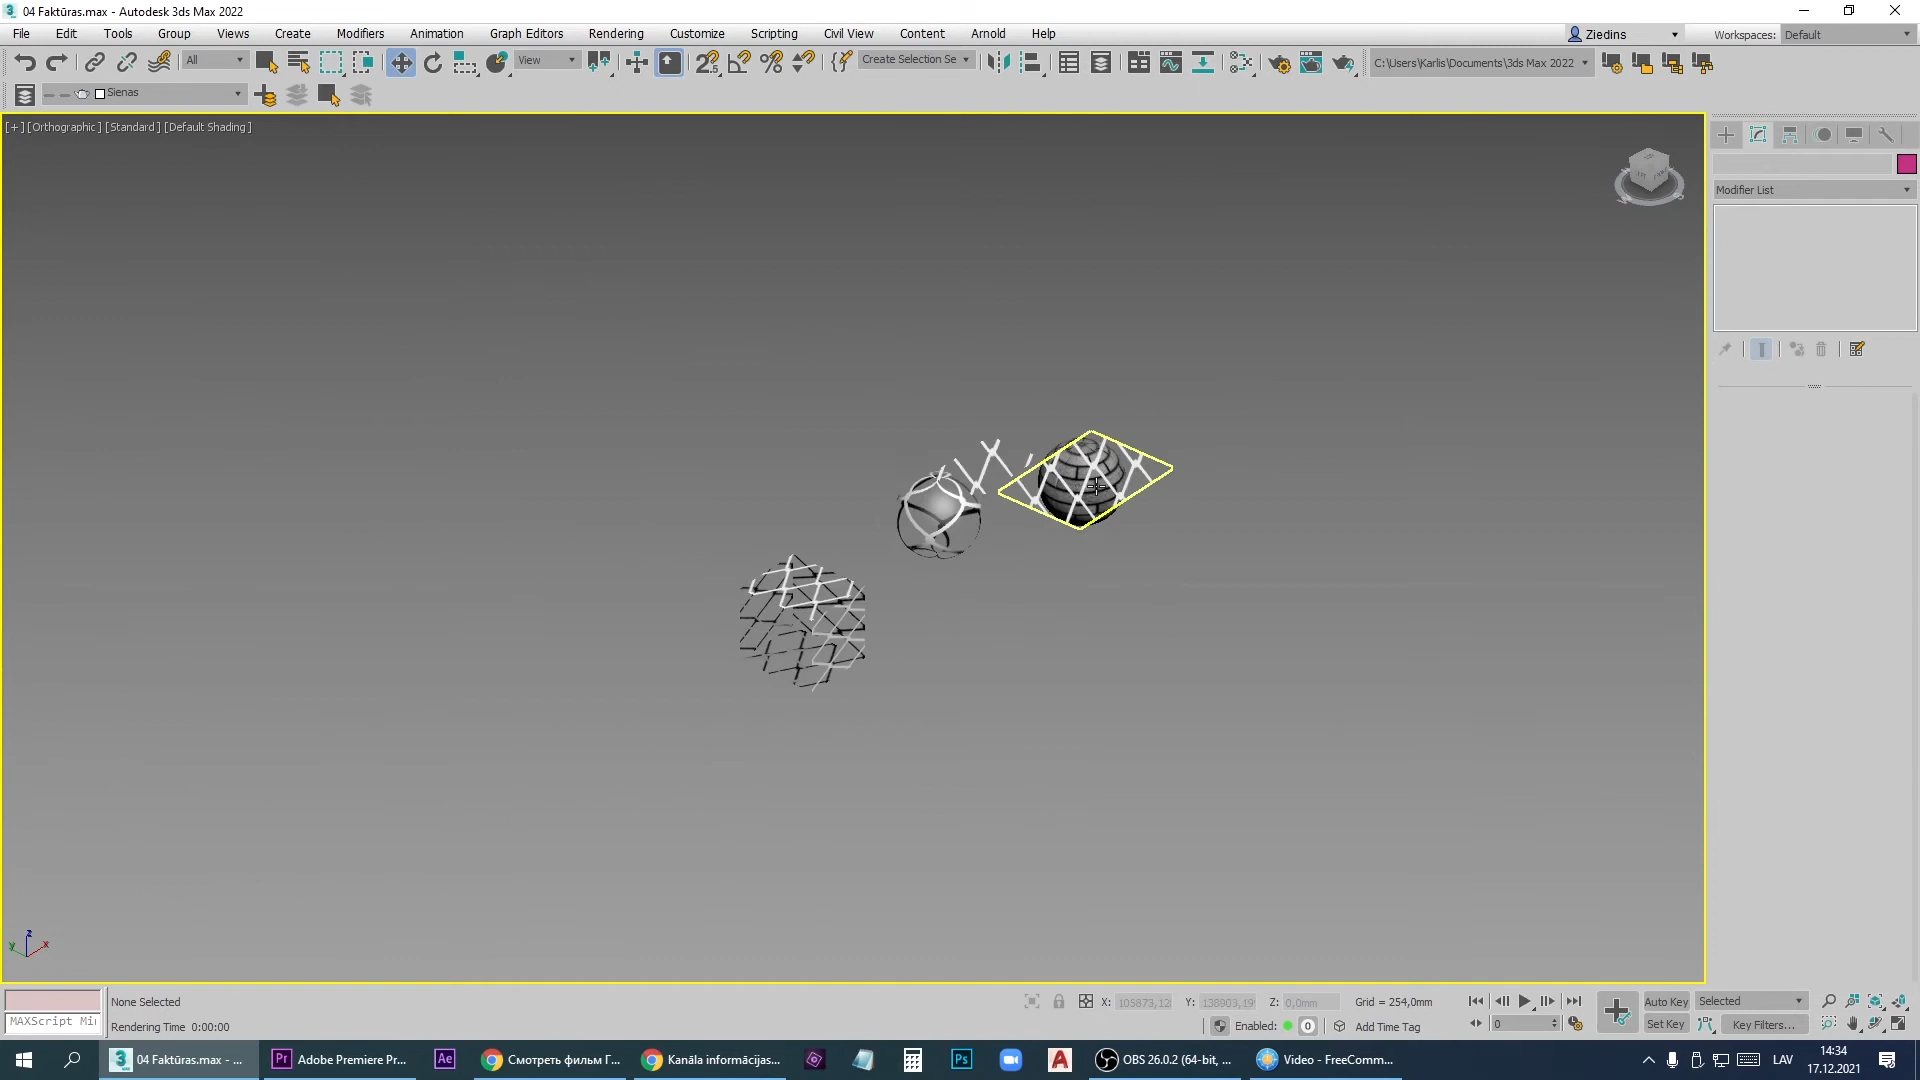 04 Faktūras.max - Autodesk 3ds Max 2022
File Edit Tools Group Views Create Modifiers Animation Graph Editors Rendering Customize Scripting Civil View Content Arnold Help
Ziedins
Workspaces: Default
All
View
Create Selection Se
C:\Users\Karlis\Documents\3ds Max 2022
Sienas
[+] [Orthographic] [Standard] [Default Shading]
Modifier List
z
y
x
None Selected
X: Y: Z: 0,0mm
Grid = 254,0mm
Auto Key
Selected
MAXScript Mi
Rendering Time 0:00:00
Enabled:
0
Add Time Tag
0
Set Key
Key Filters...
04 Faktūras.max - ...
Adobe Premiere Pr...
Смотреть фильм Г...
Kanāla informācijas...
OBS 26.0.2 (64-bit, ...
Video - FreeComm...
LAV
14:34
17.12.2021